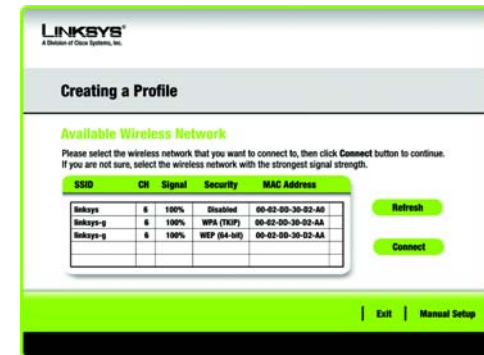 LINKSYS®
A Division of Cisco Systems, Inc.
Creating a Profile
Available Wireless Network
Please select the wireless network that you want to connect to, then click Connect button to continue.
If you are not sure, select the wireless network with the strongest signal strength.
SSID CH Signal Security MAC Address
linksys 6 100% Disabled 00-02-DD-30-D2-A0
linksys-g 6 100% WPA (TKIP) 00-02-DD-30-D2-AA
linksys-g 6 100% WEP (64-bit) 00-02-DD-30-D2-AA
Refresh
Connect
Exit Manual Setup